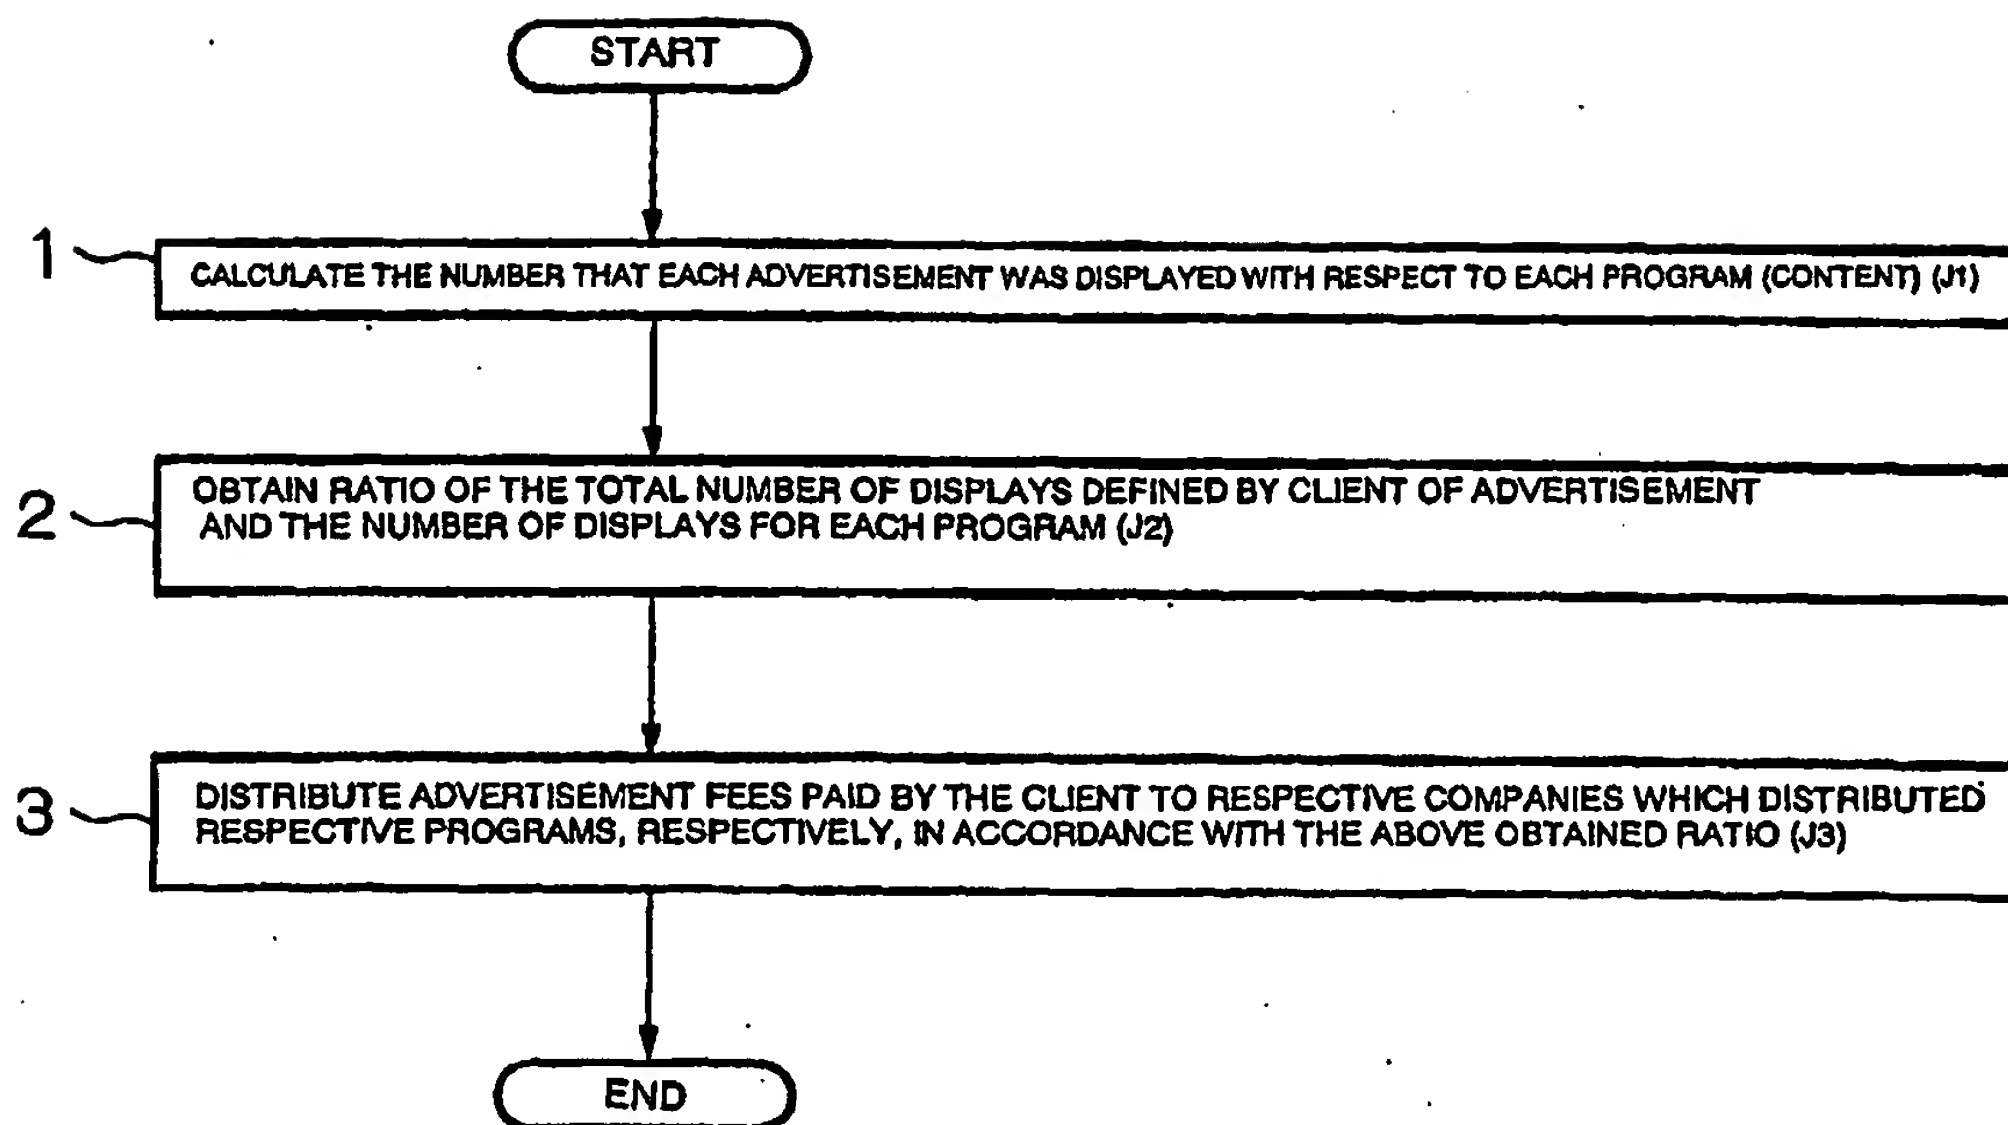 START
1
CALCULATE THE NUMBER THAT EACH ADVERTISEMENT WAS DISPLAYED WITH RESPECT TO EACH PROGRAM (CONTENT) (J1)
2
OBTAIN RATIO OF THE TOTAL NUMBER OF DISPLAYS DEFINED BY CLIENT OF ADVERTISEMENT
AND THE NUMBER OF DISPLAYS FOR EACH PROGRAM (J2)
3
DISTRIBUTE ADVERTISEMENT FEES PAID BY THE CLIENT TO RESPECTIVE COMPANIES WHICH DISTRIBUTED
RESPECTIVE PROGRAMS, RESPECTIVELY, IN ACCORDANCE WITH THE ABOVE OBTAINED RATIO (J3)
END